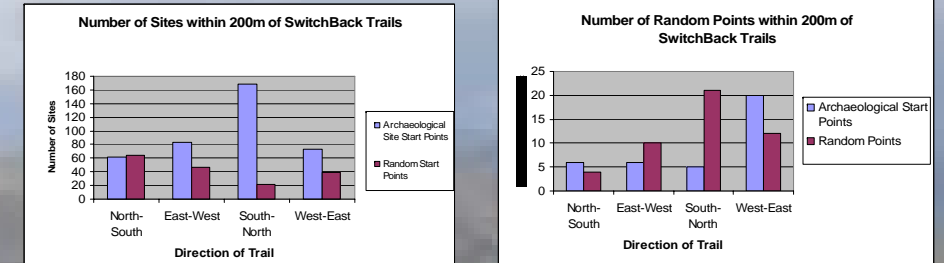 Number of Sites within 200m of SwitchBack Trails
Number of Sites
180
160
140
120
100
80
60
40
20
0
North-
South
East-West
South-
North
West-East
Direction of Trail
Archaeological
Site Start Points
Random Start
Points
Number of Random Points within 200m of
SwitchBack Trails
25
20
15
10
5
0
North-
South
East-West
South-
North
West-East
Direction of Trail
Archaeological Start
Points
Random Points